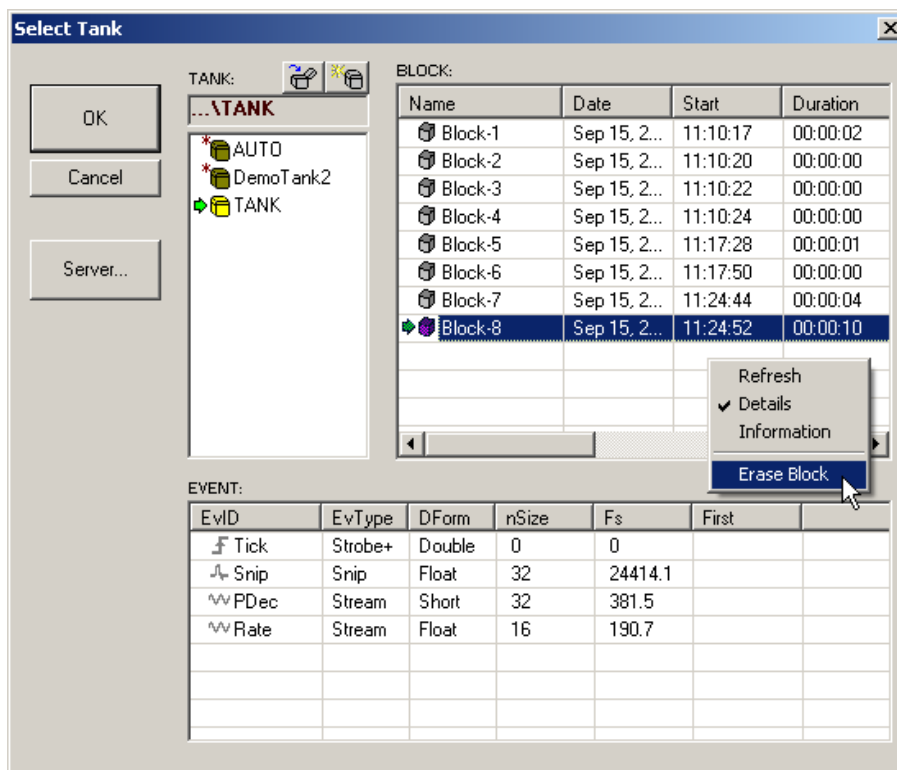 Select Tank
OK
Cancel
Server...
TANK:
...\TANK
AUTO
DemoTank2
TANK
BLOCK:
Name Date Start Duration
Block-1 Sep 15, 2... 11:10:17 00:00:02
Block-2 Sep 15, 2... 11:10:20 00:00:00
Block-3 Sep 15, 2... 11:10:22 00:00:00
Block-4 Sep 15, 2... 11:10:24 00:00:00
Block-5 Sep 15, 2... 11:17:28 00:00:01
Block-6 Sep 15, 2... 11:17:50 00:00:00
Block-7 Sep 15, 2... 11:24:44 00:00:04
Block-8 Sep 15, 2... 11:24:52 00:00:10
Refresh
Details
Information
Erase Block
EVENT:
EvID EvType DForm nSize Fs First
Tick Strobe+ Double 0 0
Snip Snip Float 32 24414.1
PDec Stream Short 32 381.5
Rate Stream Float 16 190.7